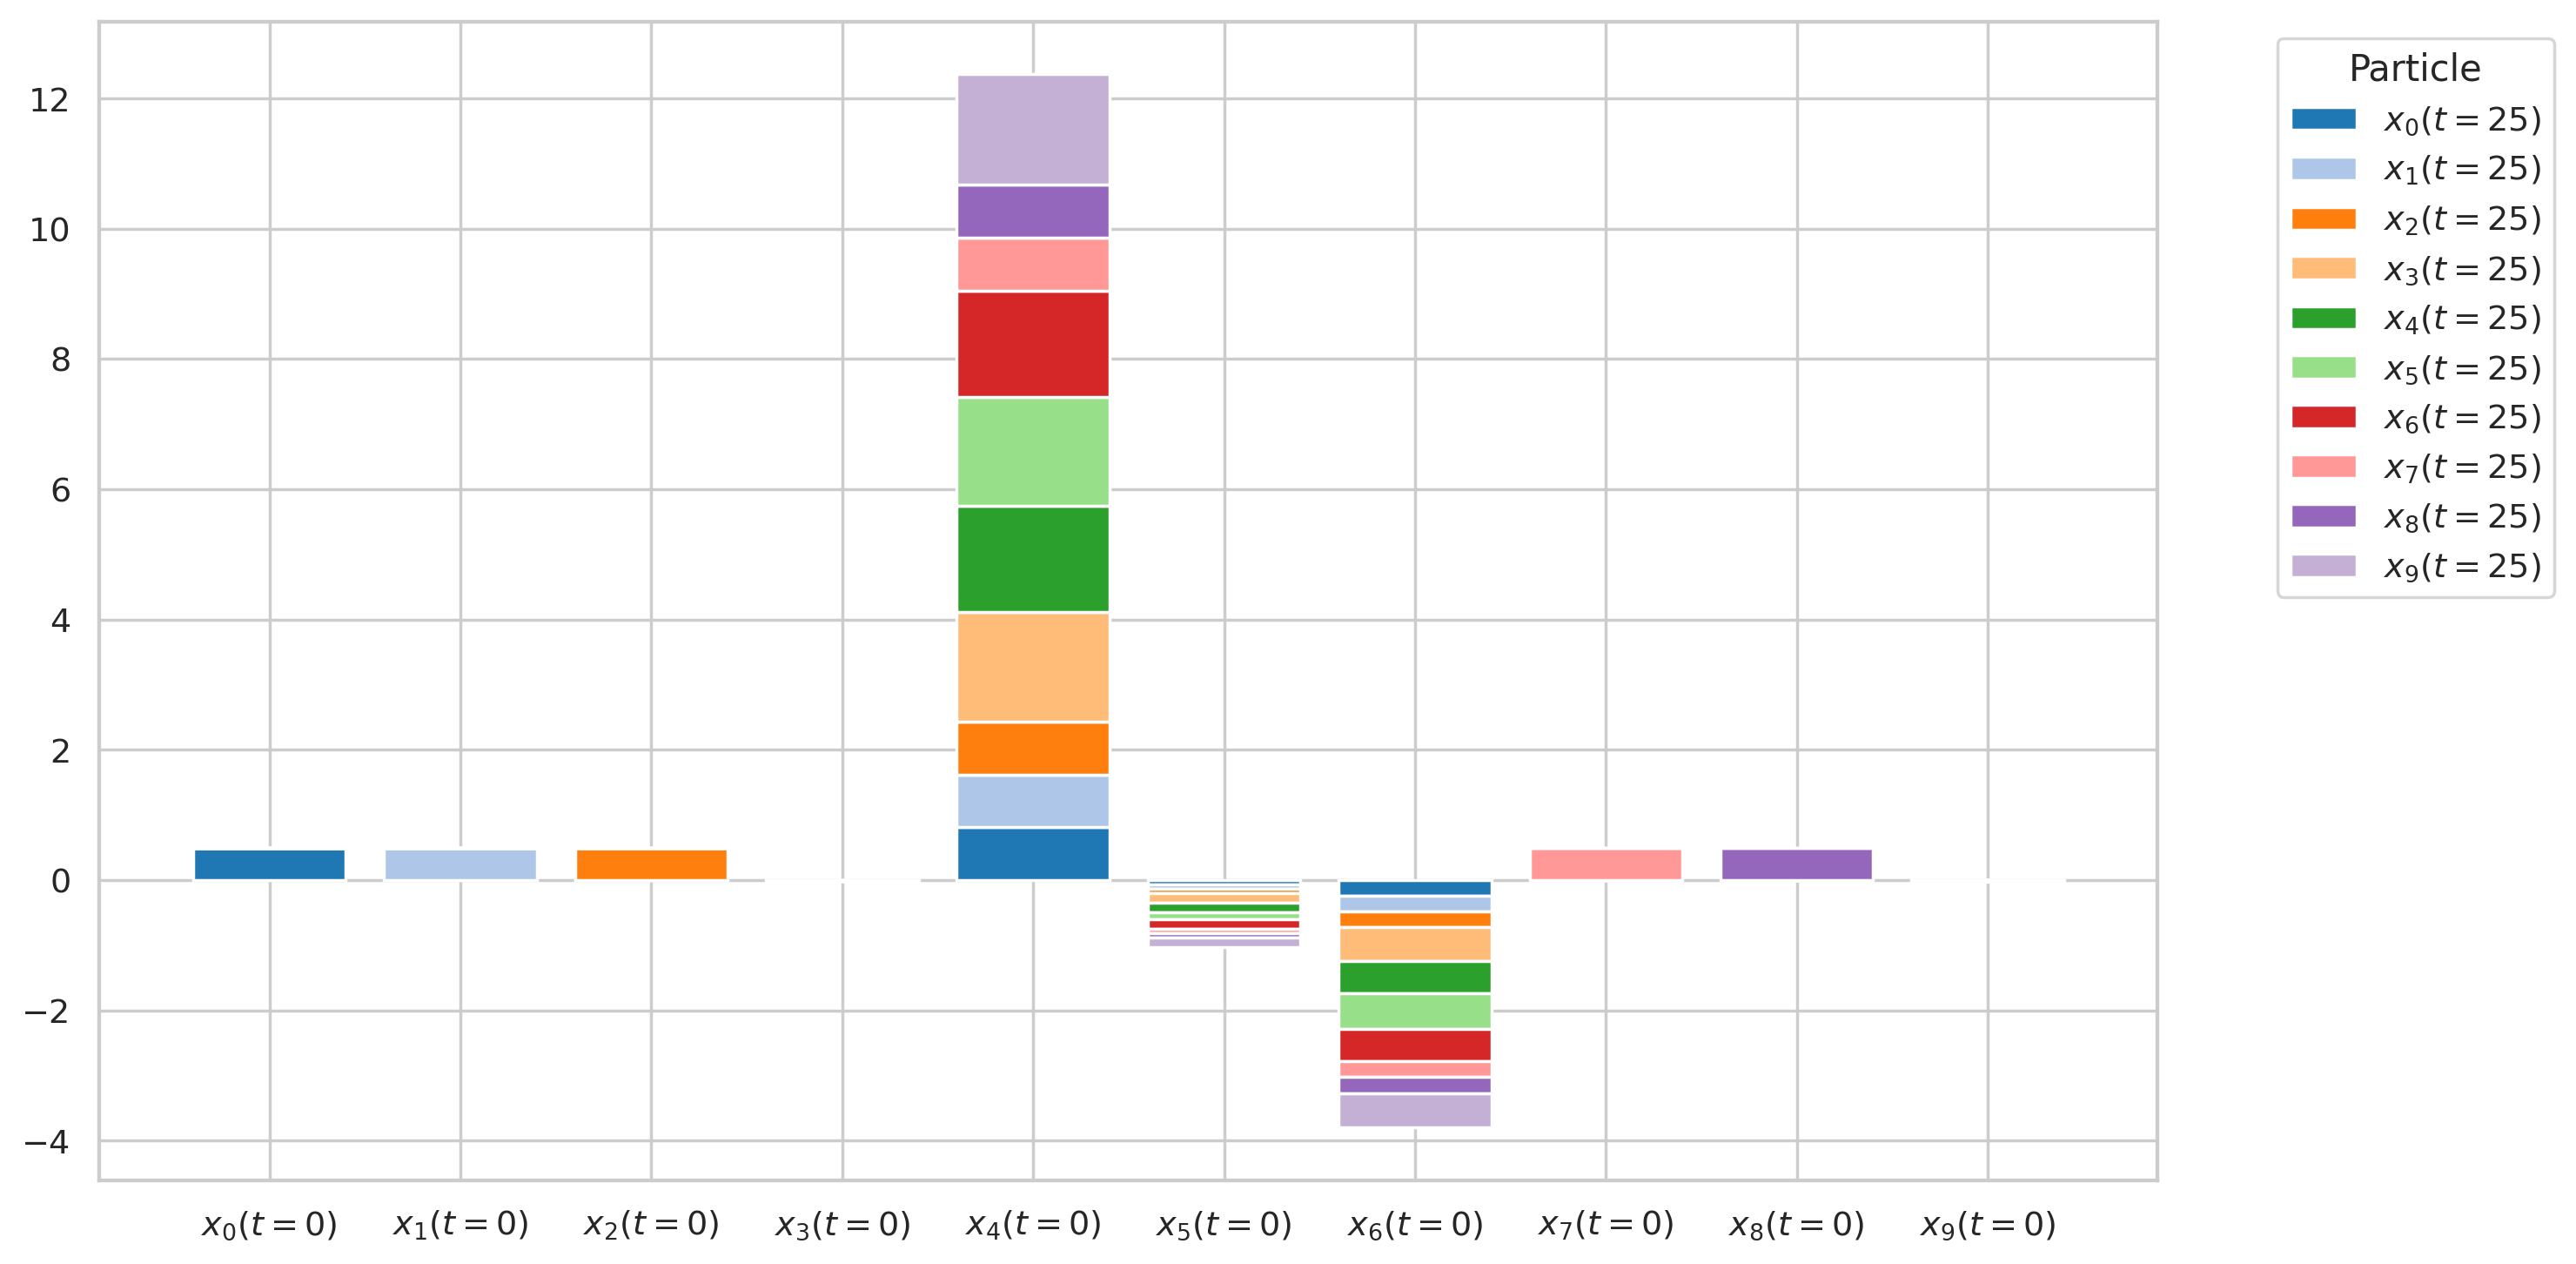 12
10
8
6
4
2
0
−2
−4
x₀(t = 0) x₁(t = 0) x₂(t = 0) x₃(t = 0) x₄(t = 0) x₅(t = 0) x₆(t = 0) x₇(t = 0) x₈(t = 0) x₉(t = 0)
Particle
x₀(t = 25)
x₁(t = 25)
x₂(t = 25)
x₃(t = 25)
x₄(t = 25)
x₅(t = 25)
x₆(t = 25)
x₇(t = 25)
x₈(t = 25)
x₉(t = 25)